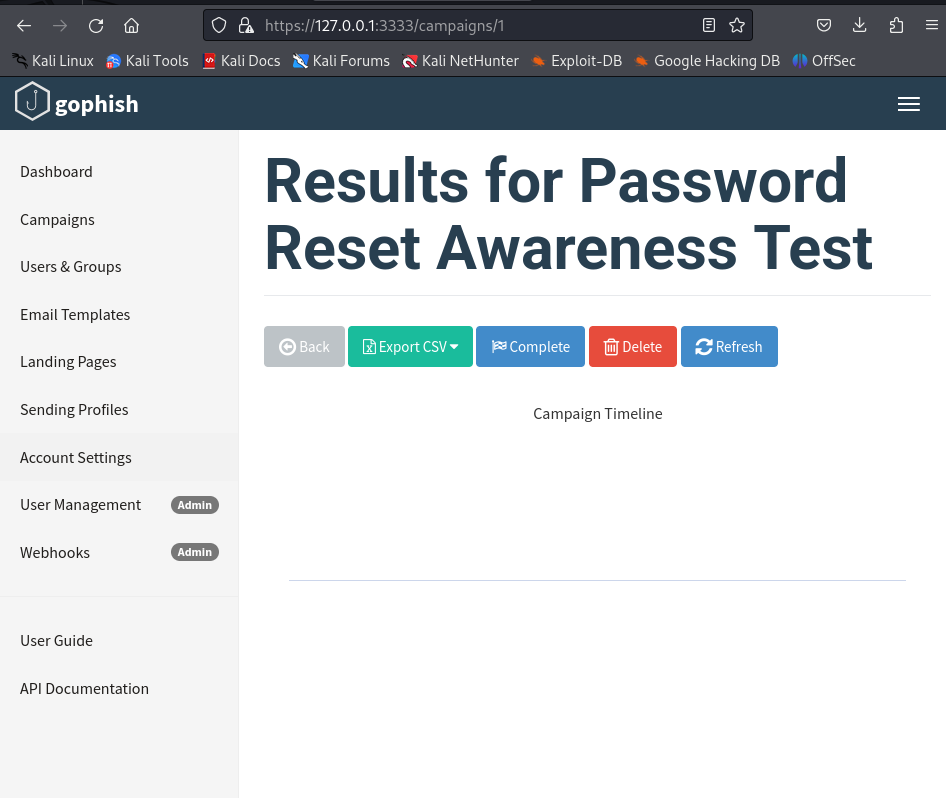 https://127.0.0.1:3333/campaigns/1
Kali Linux Kali Tools Kali Docs Kali Forums Kali NetHunter Exploit-DB Google Hacking DB OffSec
gophish
Dashboard
Campaigns
Users & Groups
Email Templates
Landing Pages
Sending Profiles
Account Settings
User Management Admin
Webhooks Admin
User Guide
API Documentation
Results for Password
Reset Awareness Test
Back Export CSV Complete Delete Refresh
Campaign Timeline